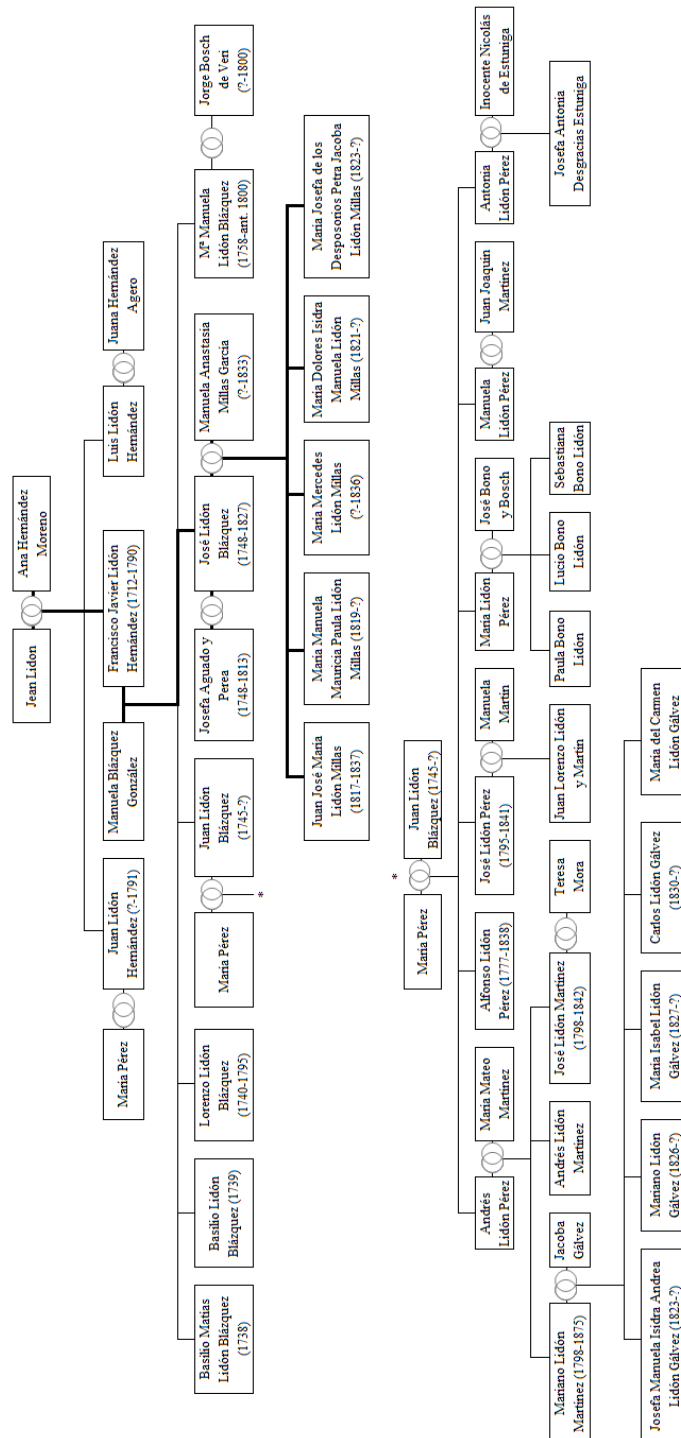 Jean Lidon
Ana Hernández
Moreno
María Pérez
Juan Lidón
Hernández (?-1791)
Manuela Blázquez
González
Francisco Javier Lidón
Hernández (1712-1790)
Luis Lidón
Hernández
Juana Hernández
Agero
Basilio Matías
Lidón Blázquez
(1738)
Basilio Lidón
Blázquez (1739)
Lorenzo Lidón
Blázquez
(1740-1795)
María Pérez
Juan Lidón
Blázquez
(1745-?)
Josefa Aguado y
Perea
(1748-1813)
José Lidón
Blázquez
(1748-1827)
Manuela Anastasia
Millas García
(?-1833)
Mª Manuela
Lidón Blázquez
(1758-ant. 1800)
Jorge Bosch
de Veri
(?-1800)
*
Juan José María
Lidón Millas
(1817-1837)
María Manuela
Mauricia Paula Lidón
Millas (1819-?)
María Mercedes
Lidón Millas
(?-1836)
María Dolores Isidra
Manuela Lidón
Millas (1821-?)
María Josefa de los
Desposorios Petra Jacoba
Lidón Millas (1823-?)
*
María Pérez
Juan Lidón
Blázquez (1745-?)
Andrés
Lidón Pérez
María Mateo
Martínez
Alfonso Lidón
Pérez (1777-1838)
José Lidón Pérez
(1795-1841)
Manuela
Martín
María Lidón
Pérez
José Bono
y Bosch
Manuela
Lidón Pérez
Juan Joaquín
Martínez
Antonia
Lidón Pérez
Inocente Nicolás
de Estuniga
Mariano Lidón
Martínez (1798-1875)
Jacoba
Gálvez
Andrés Lidón
Martínez
José Lidón Martínez
(1798-1842)
Teresa
Mora
Juan Lorenzo Lidón
y Martín
Paula Bono
Lidón
Lucio Bono
Lidón
Sebastiana
Bono Lidón
Josefa Antonia
Desgracias Estuniga
Josefa Manuela Isidra Andrea
Lidón Gálvez (1823-?)
Mariano Lidón
Gálvez (1826-?)
María Isabel Lidón
Gálvez (1827-?)
Carlos Lidón Gálvez
(1830-?)
María del Carmen
Lidón Gálvez